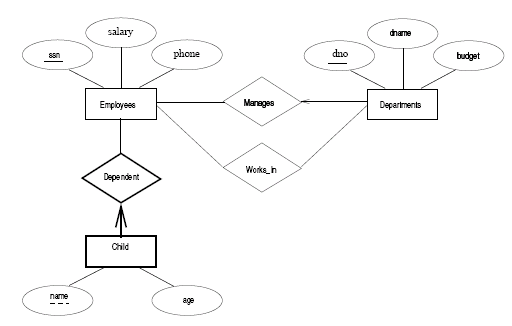 salary
ssn
phone
dname
dno
budget
Employees
Manages
Departments
Works_In
Dependent
Child
name
age